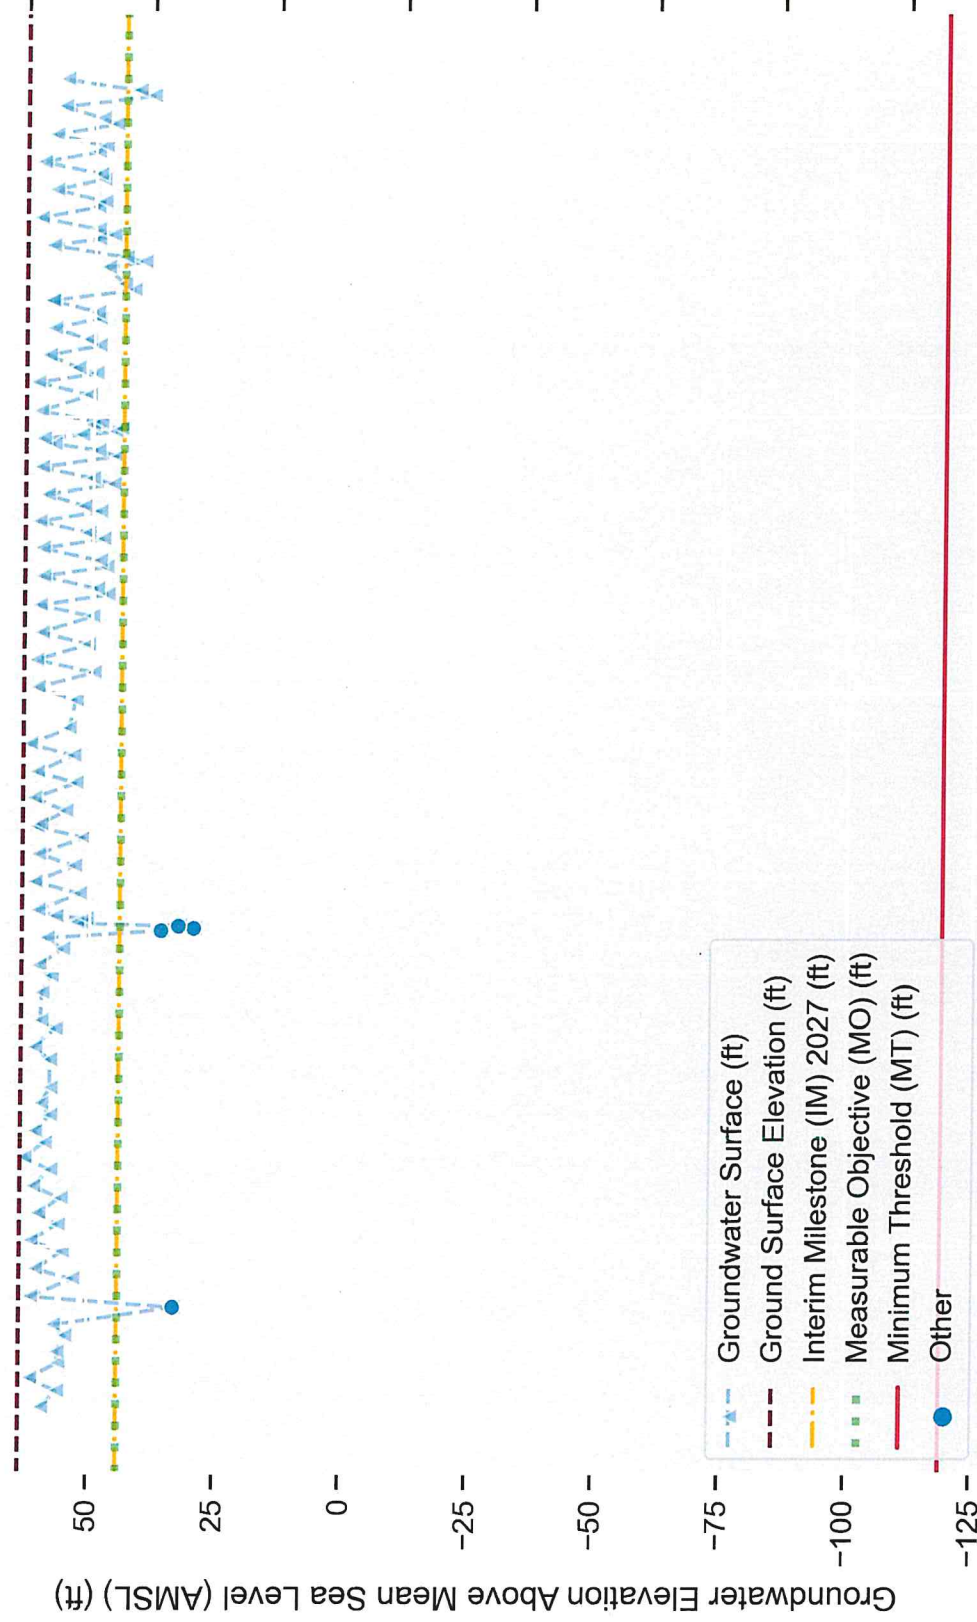 Groundwater Elevation Above Mean Sea Level (AMSL) (ft)
50
25
0
−25
−50
−75
−100
−125
Groundwater Surface (ft)
Ground Surface Elevation (ft)
Interim Milestone (IM) 2027 (ft)
Measurable Objective (MO) (ft)
Minimum Threshold (MT) (ft)
Other